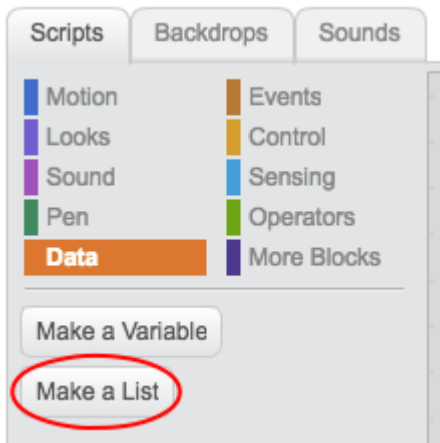 Scripts Backdrops Sounds
Motion Events
Looks Control
Sound Sensing
Pen Operators
Data More Blocks
Make a Variable
Make a List